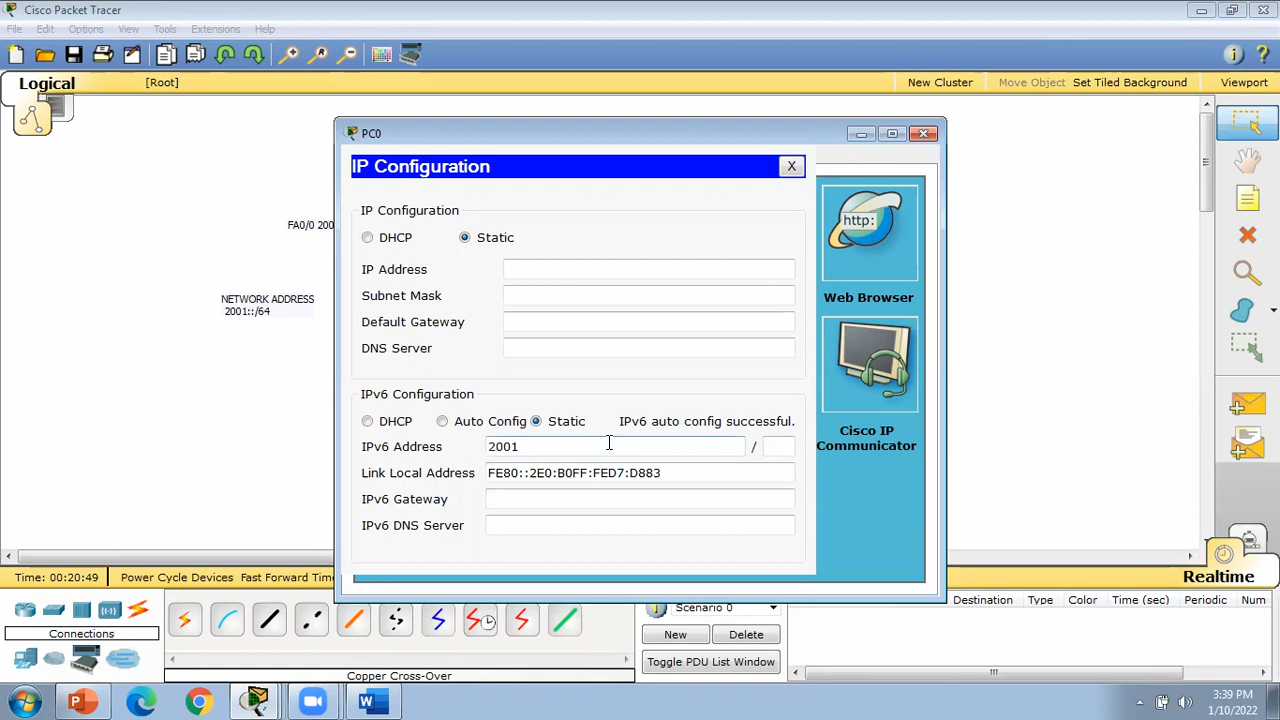 Cisco Packet Tracer
File Edit Options View Tools Extensions Help
Logical [Root] New Cluster Move Object Set Tiled Background Viewport
PC0
IP Configuration X
IP Configuration
DHCP Static
IP Address
Subnet Mask
Default Gateway
DNS Server
IPv6 Configuration
DHCP Auto Config Static IPv6 auto config successful.
IPv6 Address 2001 /
Link Local Address FE80::2E0:B0FF:FED7:D883
IPv6 Gateway
IPv6 DNS Server
http:
Web Browser
Cisco IP
Communicator
FA0/0 200
NETWORK ADDRESS
2001::/64
Time: 00:20:49 Power Cycle Devices Fast Forward Time
Realtime
Connections
Copper Cross-Over
Scenario 0
New Delete
Toggle PDU List Window
Destination Type Color Time (sec) Periodic Num
3:39 PM
1/10/2022